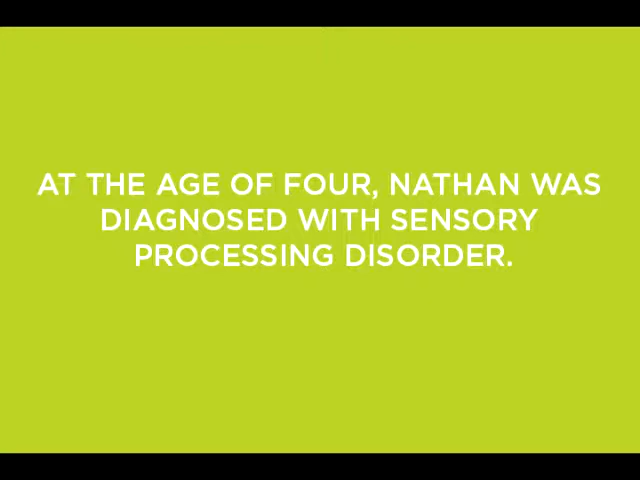 AT THE AGE OF FOUR, NATHAN WAS
DIAGNOSED WITH SENSORY
PROCESSING DISORDER.